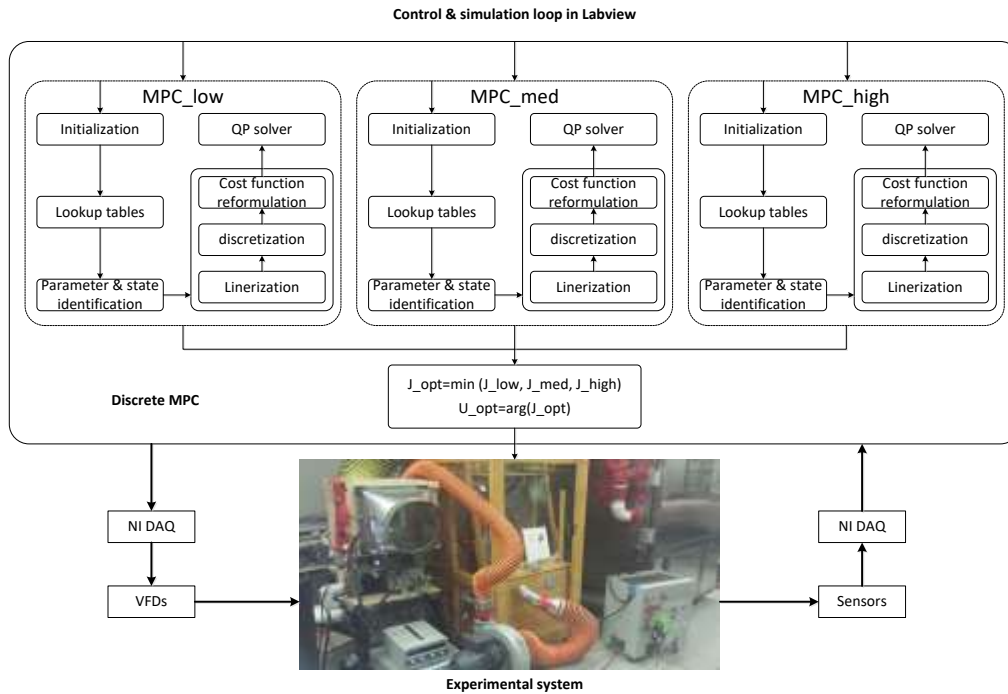 Control & simulation loop in Labview
MPC_low
Initialization
QP solver
Lookup tables
Cost function
reformulation
discretization
Linerization
Parameter & state
identification
MPC_med
Initialization
QP solver
Lookup tables
Cost function
reformulation
discretization
Linerization
Parameter & state
identification
MPC_high
Initialization
QP solver
Lookup tables
Cost function
reformulation
discretization
Linerization
Parameter & state
identification
J_opt=min (J_low, J_med, J_high)
U_opt=arg(J_opt)
Discrete MPC
NI DAQ
VFDs
NI DAQ
Sensors
Experimental system